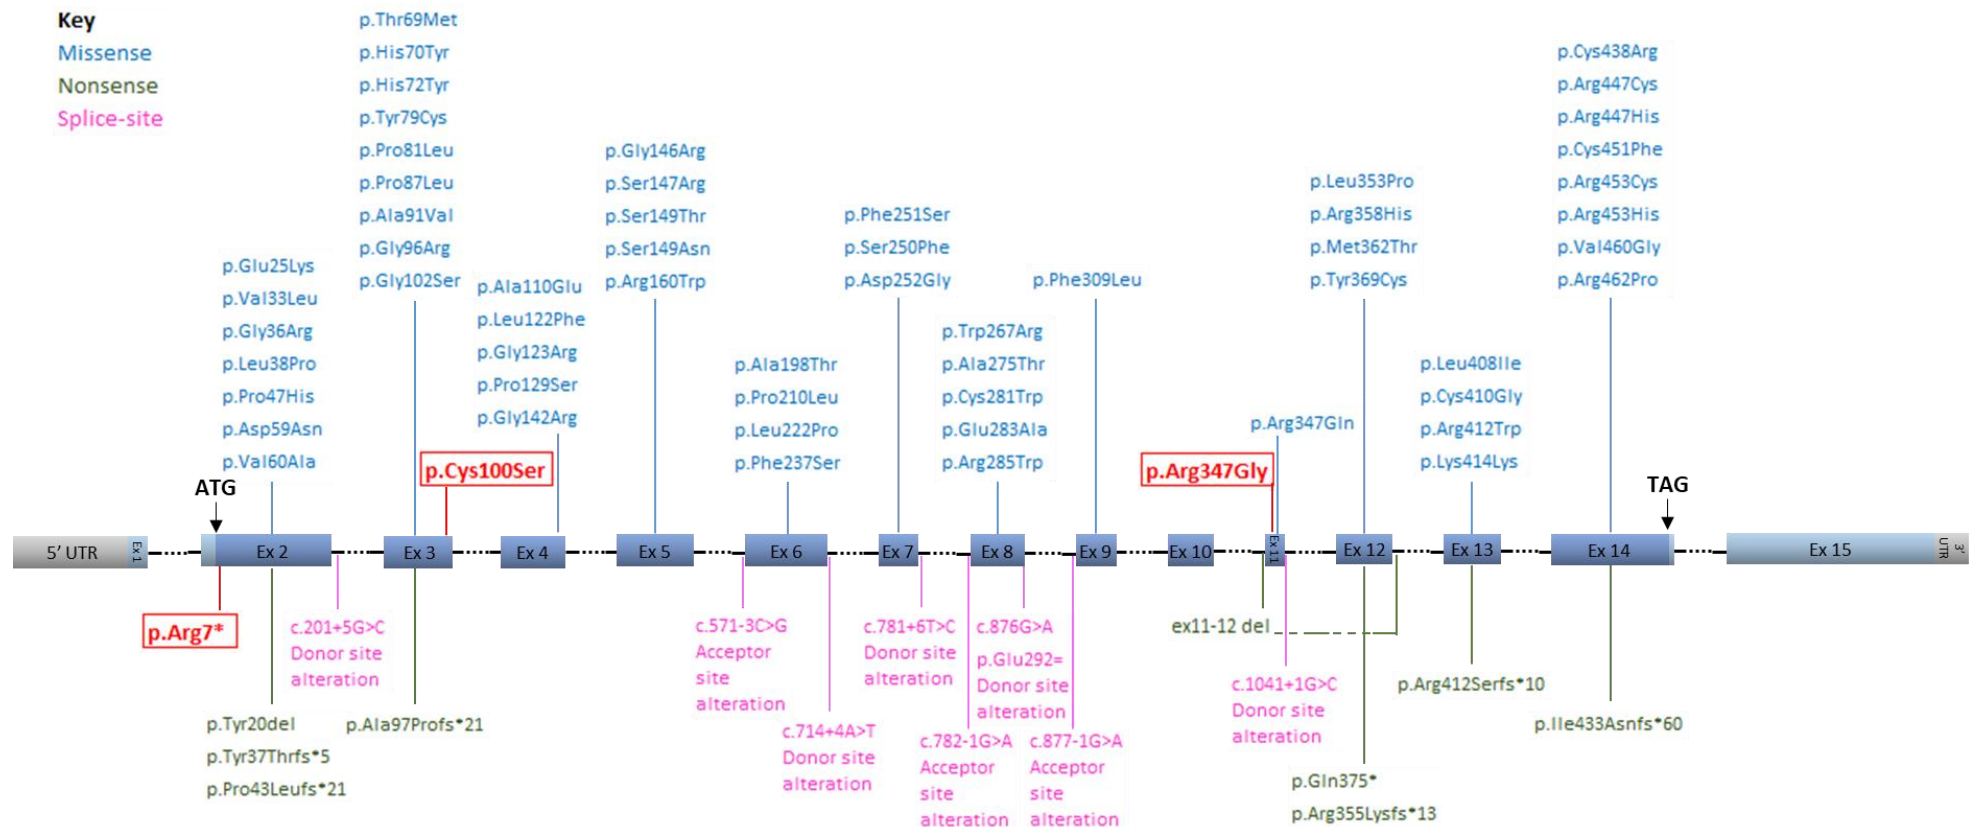 Key
Missense
Nonsense
Splice-site
p.Thr69Met
p.His70Tyr
p.His72Tyr
p.Tyr79Cys
p.Pro81Leu
p.Pro87Leu
p.Ala91Val
p.Gly96Arg
p.Gly102Ser
p.Glu25Lys
p.Val33Leu
p.Gly36Arg
p.Leu38Pro
p.Pro47His
p.Asp59Asn
p.Val60Ala
p.Ala110Glu
p.Leu122Phe
p.Gly123Arg
p.Pro129Ser
p.Gly142Arg
p.Gly146Arg
p.Ser147Arg
p.Ser149Thr
p.Ser149Asn
p.Arg160Trp
p.Ala198Thr
p.Pro210Leu
p.Leu222Pro
p.Phe237Ser
p.Phe251Ser
p.Ser250Phe
p.Asp252Gly
p.Trp267Arg
p.Ala275Thr
p.Cys281Trp
p.Glu283Ala
p.Arg285Trp
p.Phe309Leu
p.Arg347Gln
p.Leu353Pro
p.Arg358His
p.Met362Thr
p.Tyr369Cys
p.Leu408Ile
p.Cys410Gly
p.Arg412Trp
p.Lys414Lys
p.Cys438Arg
p.Arg447Cys
p.Arg447His
p.Cys451Phe
p.Arg453Cys
p.Arg453His
p.Val460Gly
p.Arg462Pro
p.Cys100Ser
p.Arg347Gly
ATG
TAG
5' UTR
Ex 1
Ex 2
Ex 3
Ex 4
Ex 5
Ex 6
Ex 7
Ex 8
Ex 9
Ex 10
Ex 11
Ex 12
Ex 13
Ex 14
Ex 15
3'
UTR
p.Arg7*
p.Tyr20del
p.Tyr37Thrfs*5
p.Pro43Leufs*21
c.201+5G>C
Donor site
alteration
p.Ala97Profs*21
c.571-3C>G
Acceptor
site
alteration
c.714+4A>T
Donor site
alteration
c.781+6T>C
Donor site
alteration
c.782-1G>A
Acceptor
site
alteration
c.876G>A
p.Glu292=
Donor site
alteration
c.877-1G>A
Acceptor
site
alteration
ex11-12 del
c.1041+1G>C
Donor site
alteration
p.Gln375*
p.Arg355Lysfs*13
p.Arg412Serfs*10
p.Ile433Asnfs*60